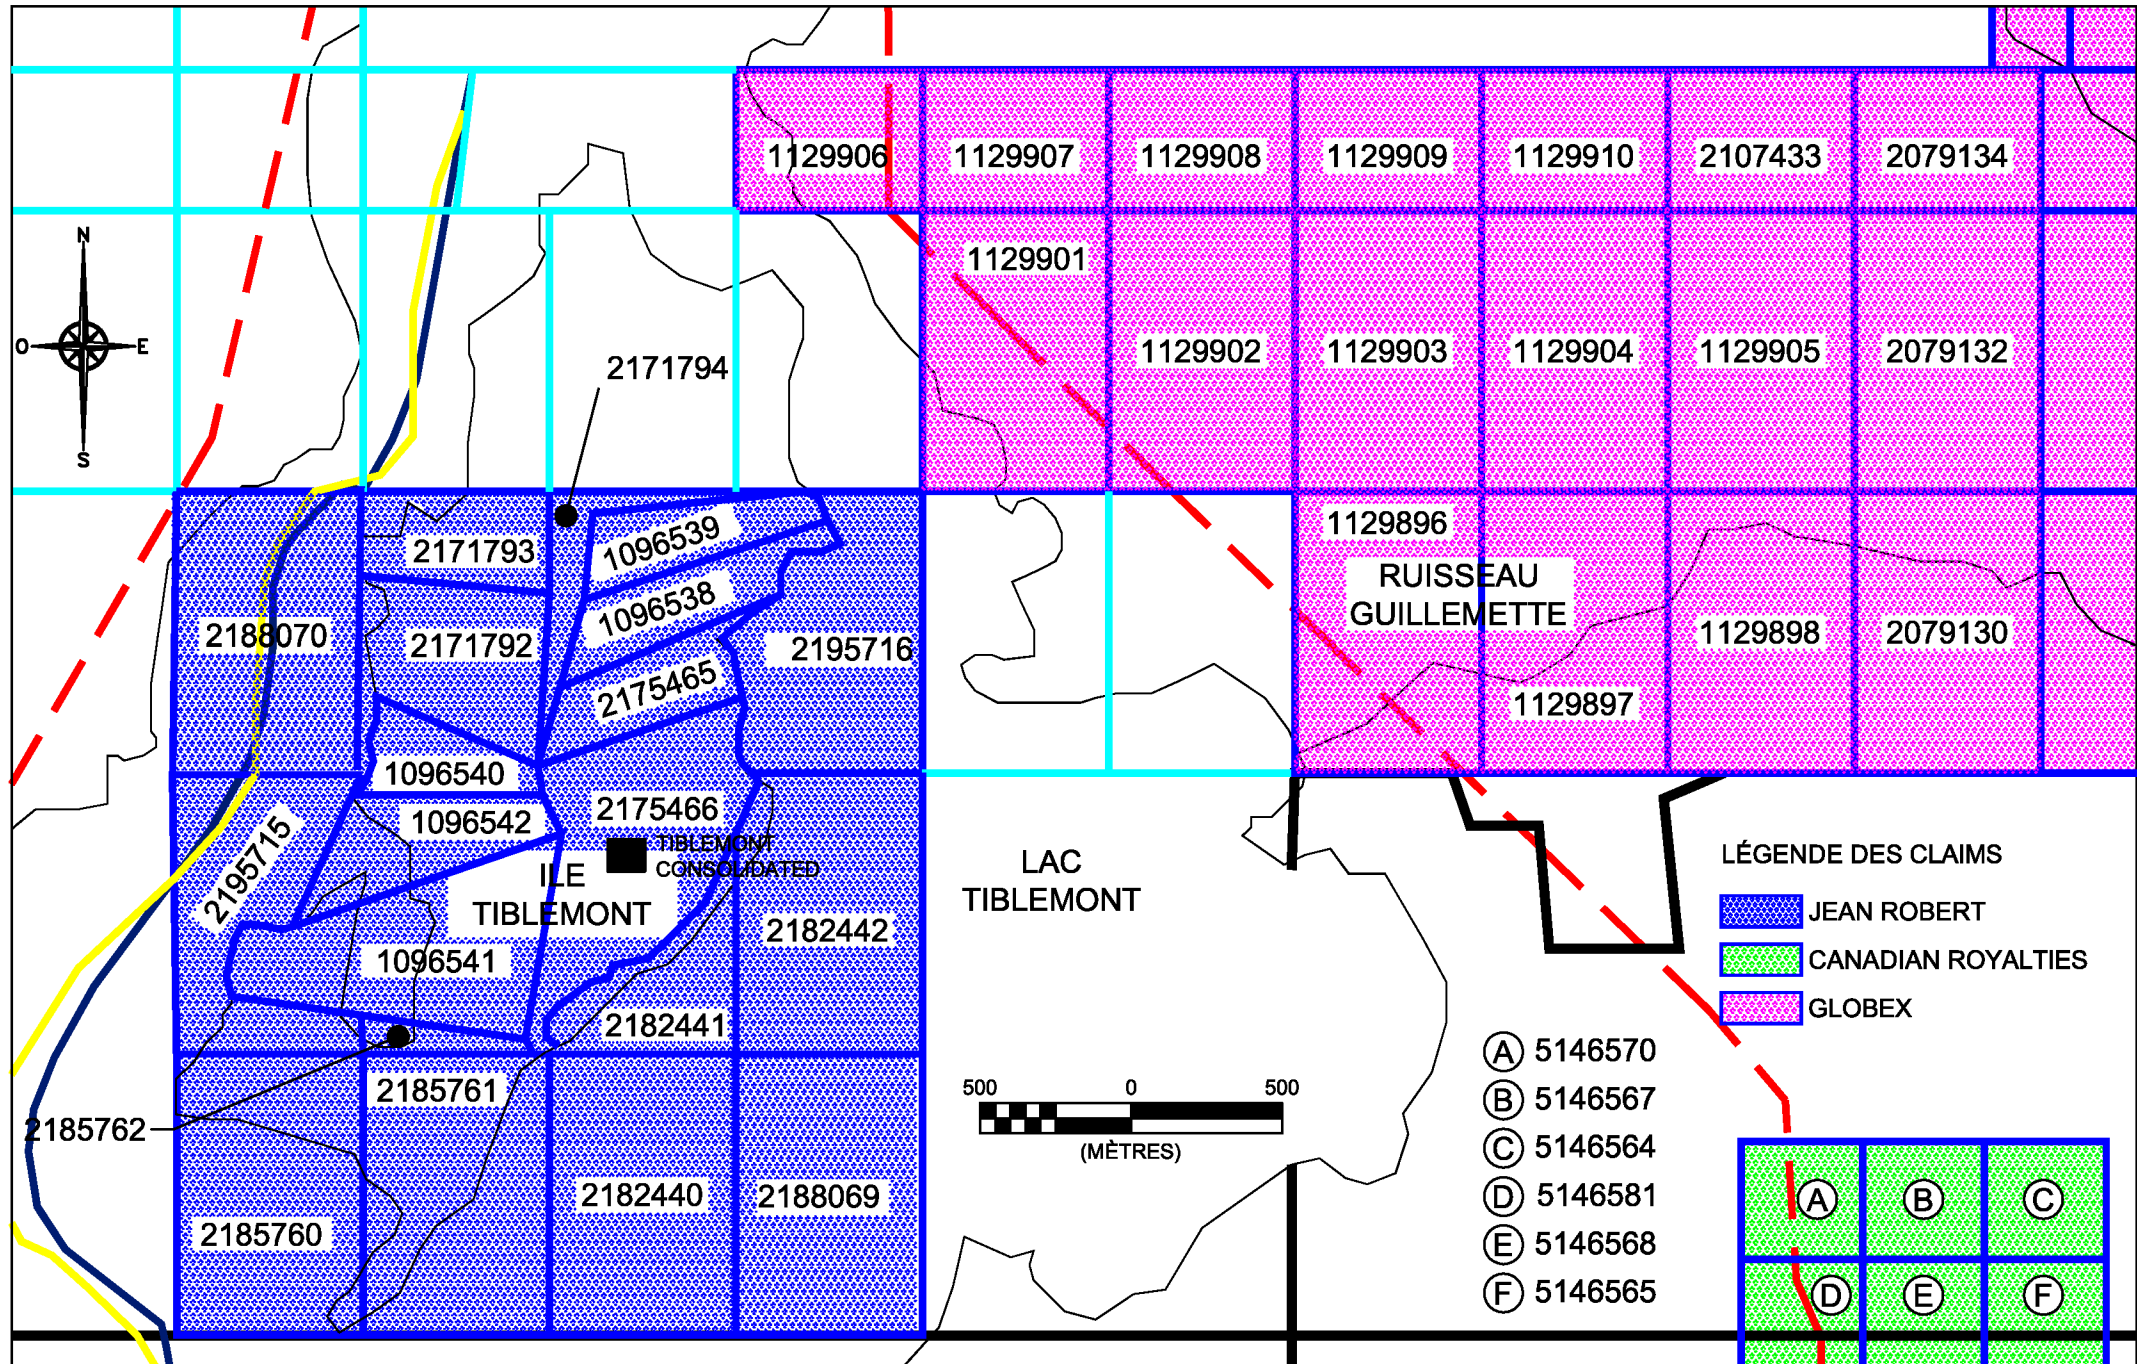 1129906
1129907
1129908
1129909
1129910
2107433
2079134
N
O
E
S
1129901
1129902
1129903
1129904
1129905
2079132
2171794
1129896
RUISSEAU
GUILLEMETTE
1129898
2079130
1129897
2171793
1096539
1096538
2188070
2171792
2195716
2175465
1096540
2175466
1096542
2195715
TIBLEMONT
CONSOLIDATED
ILE
TIBLEMONT
LAC
TIBLEMONT
2182442
1096541
2182441
2185761
2185762
2182440
2188069
2185760
500
0
500
(MÈTRES)
LÉGENDE DES CLAIMS
JEAN ROBERT
CANADIAN ROYALTIES
GLOBEX
A 5146570
B 5146567
C 5146564
D 5146581
E 5146568
F 5146565
A
B
C
D
E
F